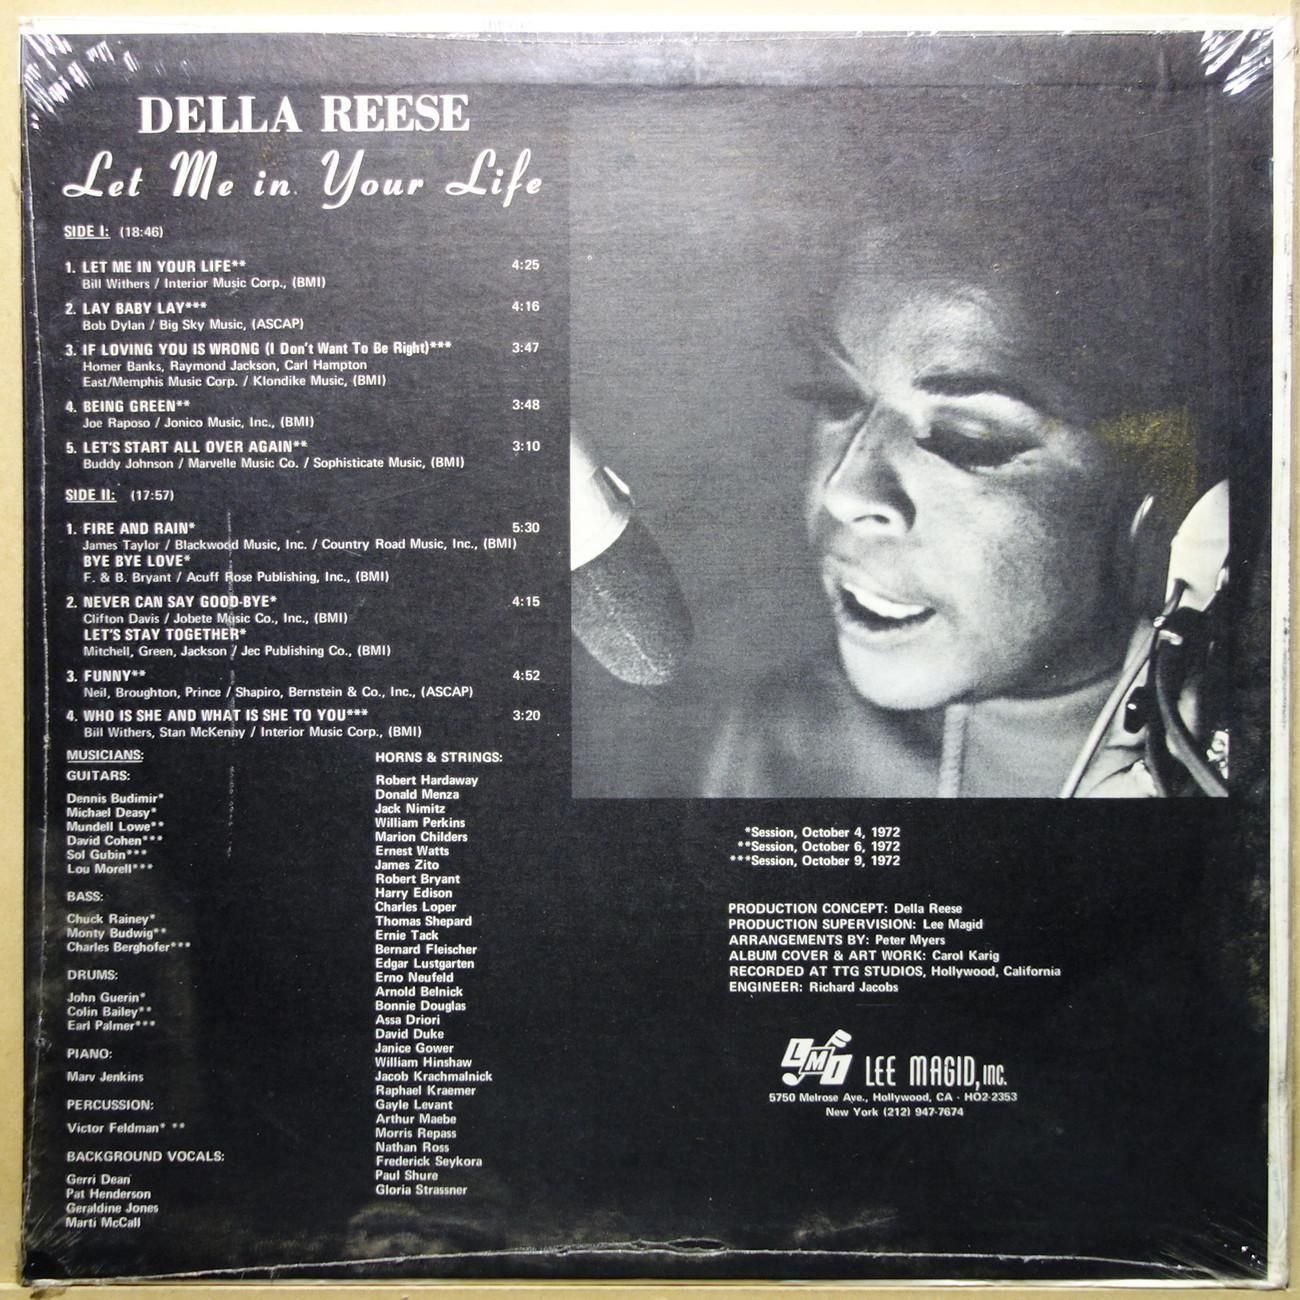 DELLA REESE
Let Me in Your Life
SIDE I: (18:46)
1. LET ME IN YOUR LIFE** 4:25
Bill Withers / Interior Music Corp., (BMI)
2. LAY BABY LAY*** 4:16
Bob Dylan / Big Sky Music, (ASCAP)
3. IF LOVING YOU IS WRONG (I Don't Want To Be Right)*** 3:47
Homer Banks, Raymond Jackson, Carl Hampton
East/Memphis Music Corp. / Klondike Music, (BMI)
4. BEING GREEN** 3:48
Joe Raposo / Jonico Music, Inc., (BMI)
5. LET'S START ALL OVER AGAIN** 3:10
Buddy Johnson / Marvelle Music Co. / Sophisticate Music, (BMI)
SIDE II: (17:57)
1. FIRE AND RAIN* 5:30
James Taylor / Blackwood Music, Inc. / Country Road Music, Inc., (BMI)
BYE BYE LOVE*
F. & B. Bryant / Acuff Rose Publishing, Inc., (BMI)
2. NEVER CAN SAY GOOD-BYE* 4:15
Clifton Davis / Jobete Music Co., Inc., (BMI)
LET'S STAY TOGETHER*
Mitchell, Green, Jackson / Jec Publishing Co., (BMI)
3. FUNNY** 4:52
Neil, Broughton, Prince / Shapiro, Bernstein & Co., Inc., (ASCAP)
4. WHO IS SHE AND WHAT IS SHE TO YOU*** 3:20
Bill Withers, Stan McKenny / Interior Music Corp., (BMI)
MUSICIANS:
GUITARS:
Dennis Budimir*
Michael Deasy*
Mundell Lowe**
David Cohen***
Sol Gubin***
Lou Morell***
BASS:
Chuck Rainey*
Monty Budwig**
Charles Berghofer***
DRUMS:
John Guerin*
Colin Bailey**
Earl Palmer***
PIANO:
Marv Jenkins
PERCUSSION:
Victor Feldman* **
BACKGROUND VOCALS:
Gerri Dean
Pat Henderson
Geraldine Jones
Marti McCall
HORNS & STRINGS:
Robert Hardaway
Donald Menza
Jack Nimitz
William Perkins
Marion Childers
Ernest Watts
James Zito
Robert Bryant
Harry Edison
Charles Loper
Thomas Shepard
Ernie Tack
Bernard Fleischer
Edgar Lustgarten
Erno Neufeld
Arnold Belnick
Bonnie Douglas
Assa Driori
David Duke
Janice Gower
William Hinshaw
Jacob Krachmalnick
Raphael Kraemer
Gayle Levant
Arthur Maebe
Morris Repass
Nathan Ross
Frederick Seykora
Paul Shure
Gloria Strassner
*Session, October 4, 1972
**Session, October 6, 1972
***Session, October 9, 1972
PRODUCTION CONCEPT: Della Reese
PRODUCTION SUPERVISION: Lee Magid
ARRANGEMENTS BY: Peter Myers
ALBUM COVER & ART WORK: Carol Karig
RECORDED AT TTG STUDIOS, Hollywood, California
ENGINEER: Richard Jacobs
LMI LEE MAGID, INC.
5750 Melrose Ave., Hollywood, CA - HO2-2353
New York (212) 947-7674